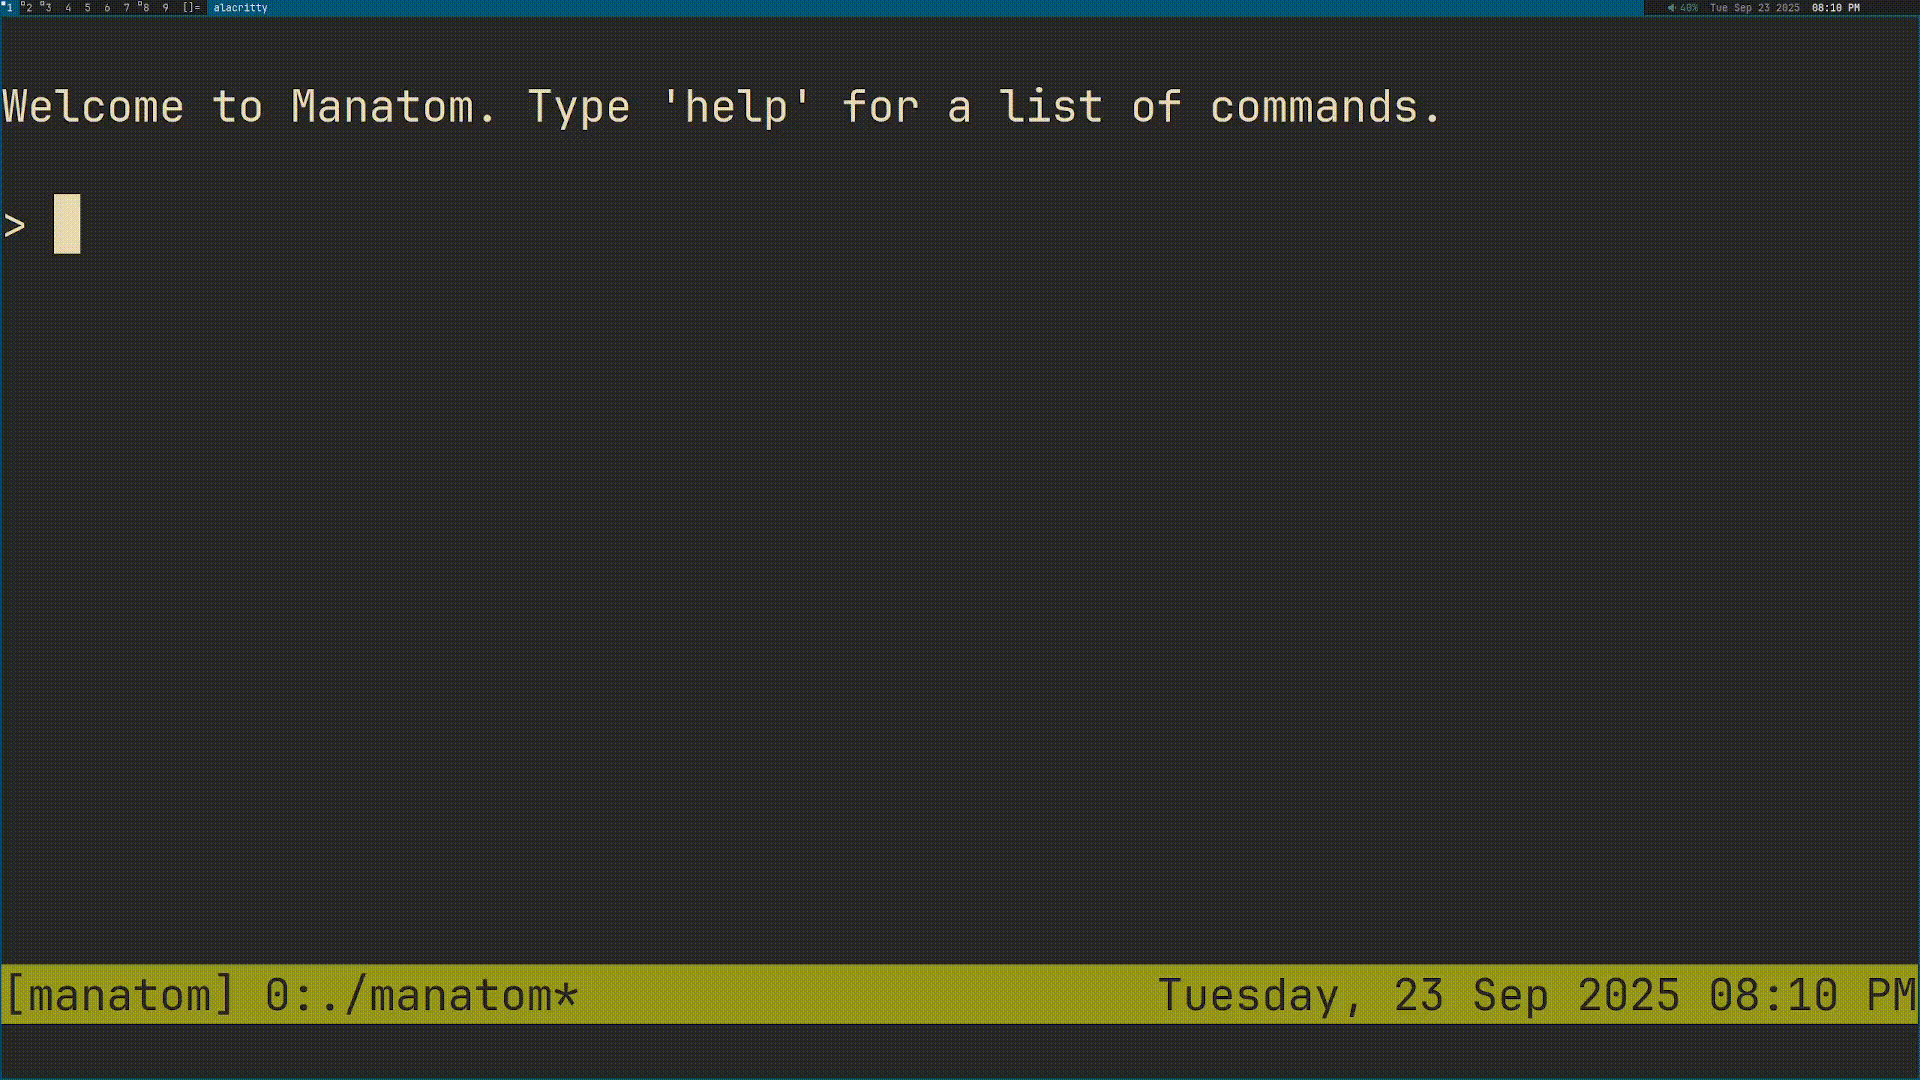 1 2 3 4 5 6 7 8 9 []= alacritty 40% Tue Sep 23 2025 08:10 PM
Welcome to Manatom. Type 'help' for a list of commands.
>
[manatom] 0:./manatom* Tuesday, 23 Sep 2025 08:10 PM